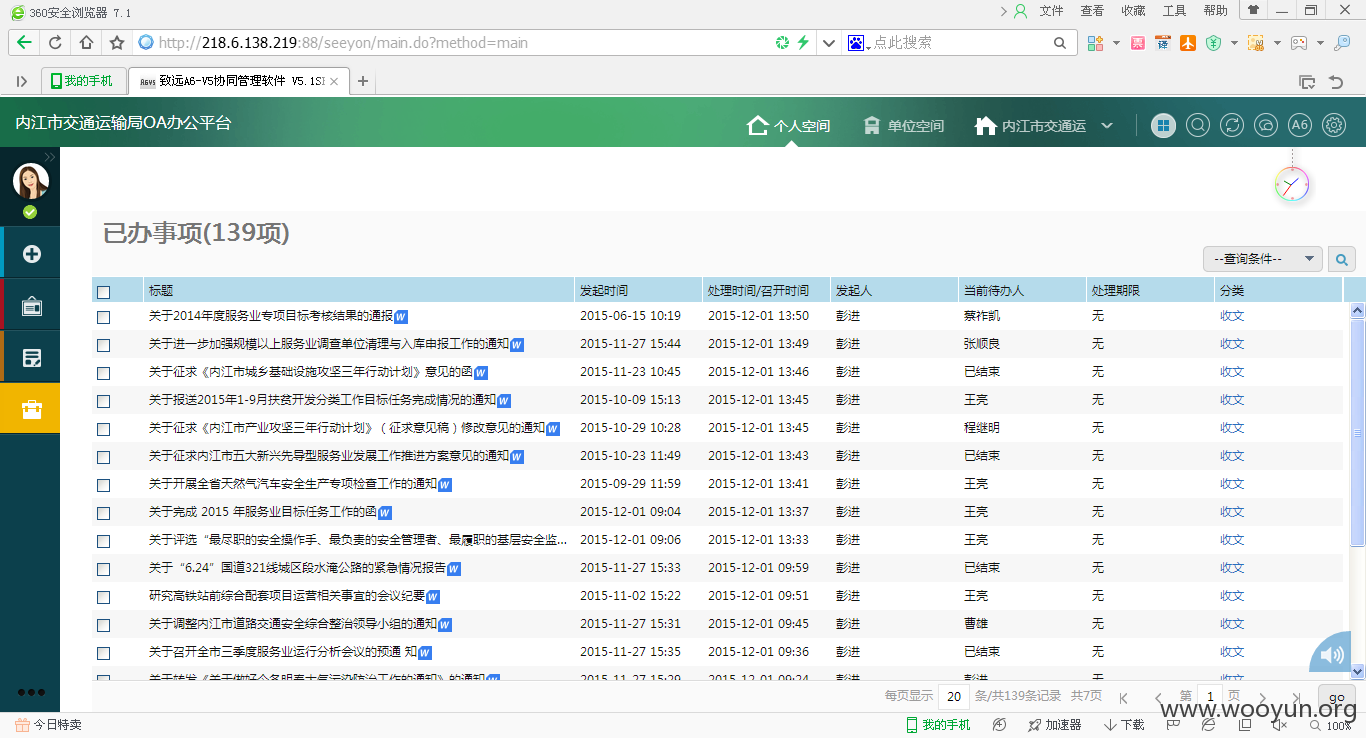 360安全浏览器 7.1 文件 查看 收藏 工具 帮助
http://218.6.138.219:88/seeyon/main.do?method=main 点此搜索
我的手机 A6V5 致远A6-V5协同管理软件 V5.1SP
内江市交通运输局OA办公平台 个人空间 单位空间 内江市交通运 A6
已办事项(139项)
--查询条件--
标题 发起时间 处理时间/召开时间 发起人 当前待办人 处理期限 分类
关于2014年度服务业专项目标考核结果的通报 W 2015-06-15 10:19 2015-12-01 13:50 彭进 蔡祚凯 无 收文
关于进一步加强规模以上服务业调查单位清理与入库申报工作的通知 W 2015-11-27 15:44 2015-12-01 13:49 彭进 张顺良 无 收文
关于征求《内江市城乡基础设施攻坚三年行动计划》意见的函 W 2015-11-23 10:45 2015-12-01 13:46 彭进 已结束 无 收文
关于报送2015年1-9月扶贫开发分类工作目标任务完成情况的通知 W 2015-10-09 15:13 2015-12-01 13:45 彭进 王亮 无 收文
关于征求《内江市产业攻坚三年行动计划》（征求意见稿）修改意见的通知 W 2015-10-29 10:28 2015-12-01 13:45 彭进 程继明 无 收文
关于征求内江市五大新兴先导型服务业发展工作推进方案意见的通知 W 2015-10-23 11:49 2015-12-01 13:43 彭进 已结束 无 收文
关于开展全省天然气汽车安全生产专项检查工作的通知 W 2015-09-29 11:59 2015-12-01 13:41 彭进 王亮 无 收文
关于完成 2015 年服务业目标任务工作的函 W 2015-12-01 09:04 2015-12-01 13:37 彭进 王亮 无 收文
关于评选“最尽职的安全操作手、最负责的安全管理者、最履职的基层安全监... 2015-12-01 09:06 2015-12-01 13:33 彭进 王亮 无 收文
关于“6.24”国道321线城区段水淹公路的紧急情况报告 W 2015-11-27 15:33 2015-12-01 09:59 彭进 已结束 无 收文
研究高铁站前综合配套项目运营相关事宜的会议纪要 W 2015-11-02 15:22 2015-12-01 09:51 彭进 王亮 无 收文
关于调整内江市道路交通安全综合整治领导小组的通知 W 2015-11-27 15:31 2015-12-01 09:45 彭进 曹雄 无 收文
关于召开全市三季度服务业运行分析会议的预通 知 W 2015-11-27 15:35 2015-12-01 09:36 彭进 已结束 无 收文
关于转发《关于做好今冬明春大气污染防治工作的通知》的通知 W 2015-11-27 15:29 2015-12-01 09:24 彭进 彭进 无 收文
每页显示 20 条/共139条记录 共7页 第 1 页 go
www.wooyun.org
今日特卖 我的手机 加速器 下载 100%